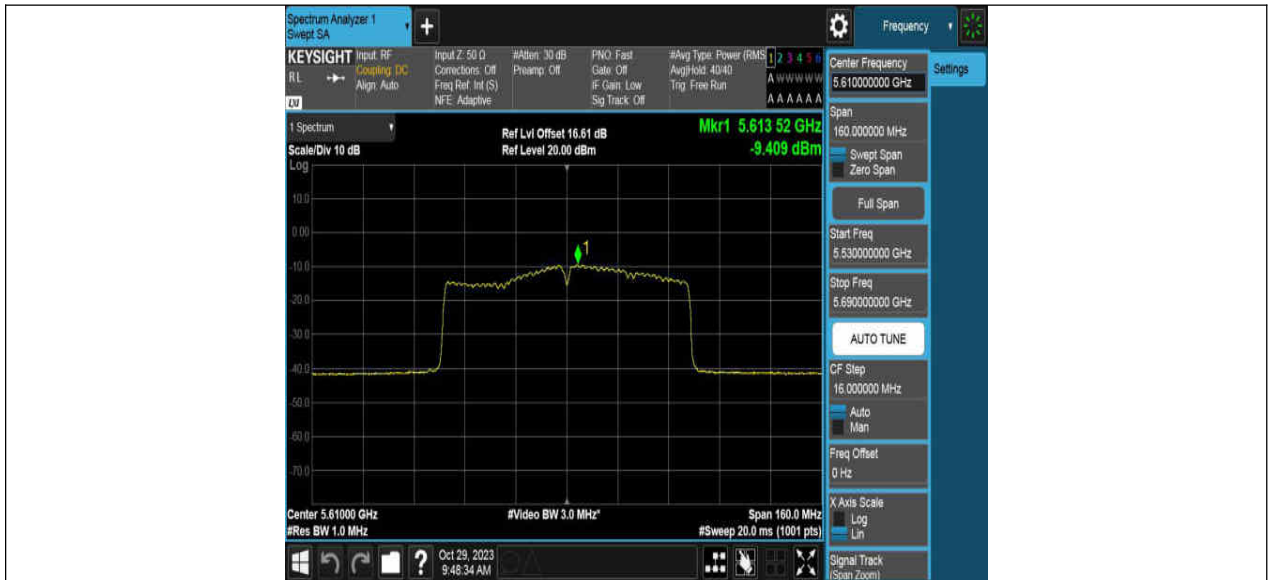 Spectrum Analyzer 1
Swept SA
+
Frequency
KEYSIGHT
RL
LXI
Input: RF
Coupling: DC
Align: Auto
Input Z: 50 Ω
Corrections: Off
Freq Ref: Int (S)
NFE: Adaptive
#Atten: 30 dB
Preamp: Off
PNO: Fast
Gate: Off
IF Gain: Low
Sig Track: Off
#Avg Type: Power (RMS
Avg|Hold: 40/40
Trig: Free Run
1 2 3 4 5 6
A W W W W W
A A A A A A
1 Spectrum
Scale/Div 10 dB
Log
Ref Lvl Offset 16.61 dB
Ref Level 20.00 dBm
Mkr1 5.613 52 GHz
-9.409 dBm
10.0
0.00
-10.0
-20.0
-30.0
-40.0
-50.0
-60.0
-70.0
1
Center 5.61000 GHz
#Res BW 1.0 MHz
#Video BW 3.0 MHz*
Span 160.0 MHz
#Sweep 20.0 ms (1001 pts)
?
Oct 29, 2023
9:48:34 AM
Center Frequency
5.610000000 GHz
Settings
Span
160.000000 MHz
Swept Span
Zero Span
Full Span
Start Freq
5.530000000 GHz
Stop Freq
5.690000000 GHz
AUTO TUNE
CF Step
16.000000 MHz
Auto
Man
Freq Offset
0 Hz
X Axis Scale
Log
Lin
Signal Track
(Span Zoom)